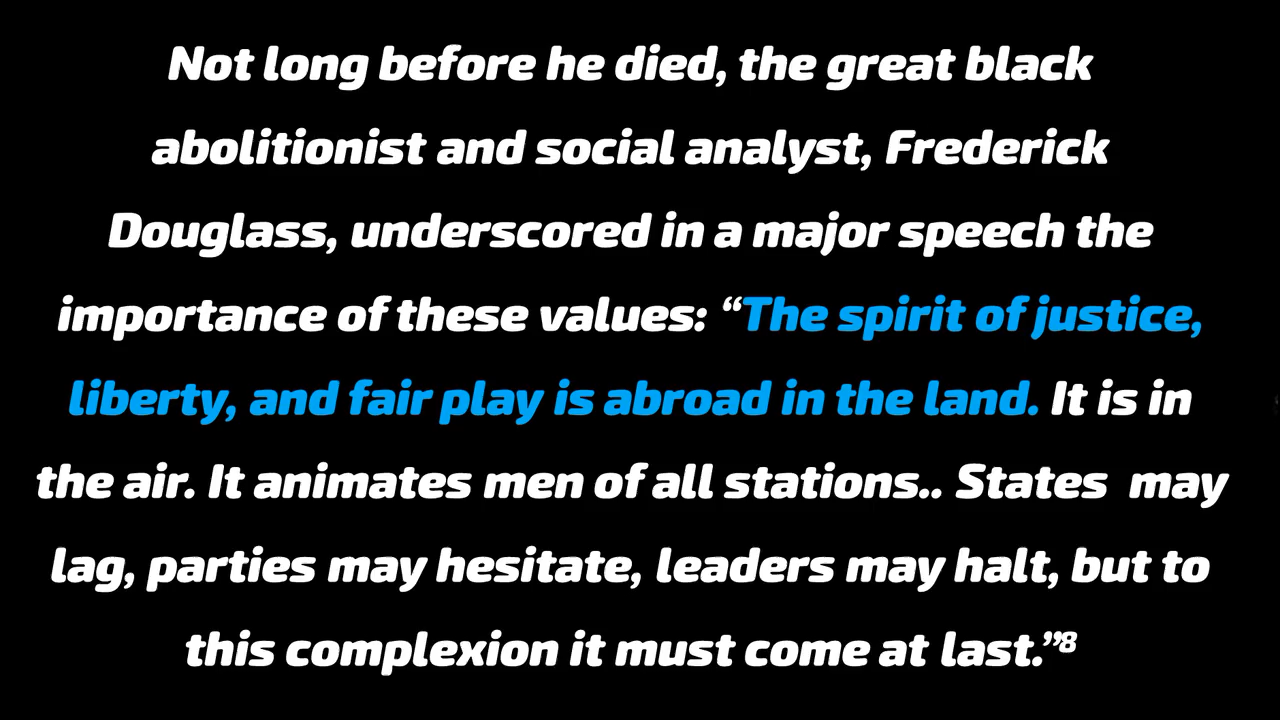 Not long before he died, the great black
abolitionist and social analyst, Frederick
Douglass, underscored in a major speech the
importance of these values: “The spirit of justice,
liberty, and fair play is abroad in the land. It is in
the air. It animates men of all stations.. States  may
lag, parties may hesitate, leaders may halt, but to
this complexion it must come at last.”⁸